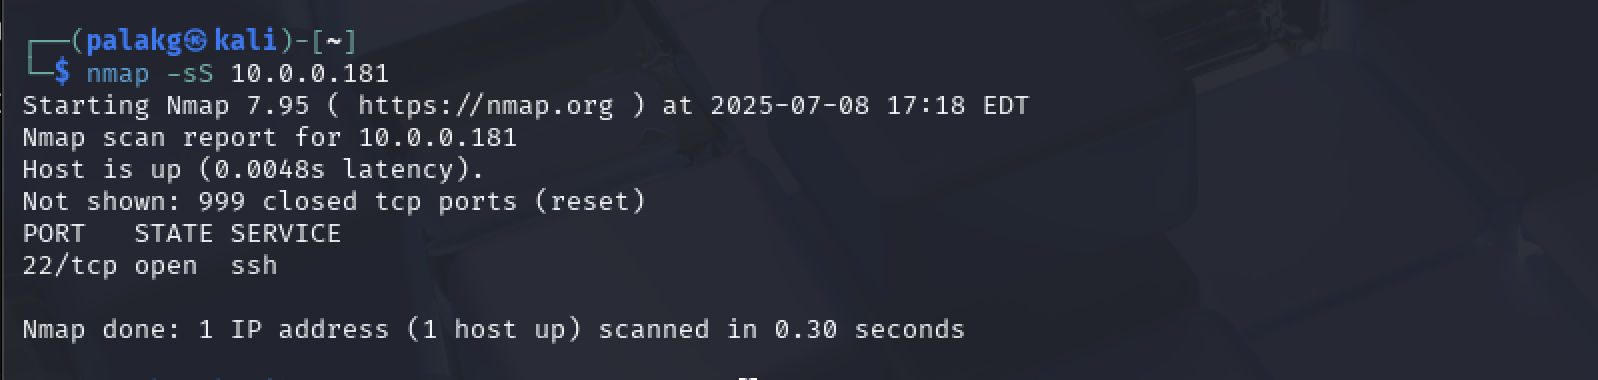 ┌──(palakg㉿kali)-[~]
└─$ nmap -sS 10.0.0.181
Starting Nmap 7.95 ( https://nmap.org ) at 2025-07-08 17:18 EDT
Nmap scan report for 10.0.0.181
Host is up (0.0048s latency).
Not shown: 999 closed tcp ports (reset)
PORT   STATE SERVICE
22/tcp open  ssh
Nmap done: 1 IP address (1 host up) scanned in 0.30 seconds